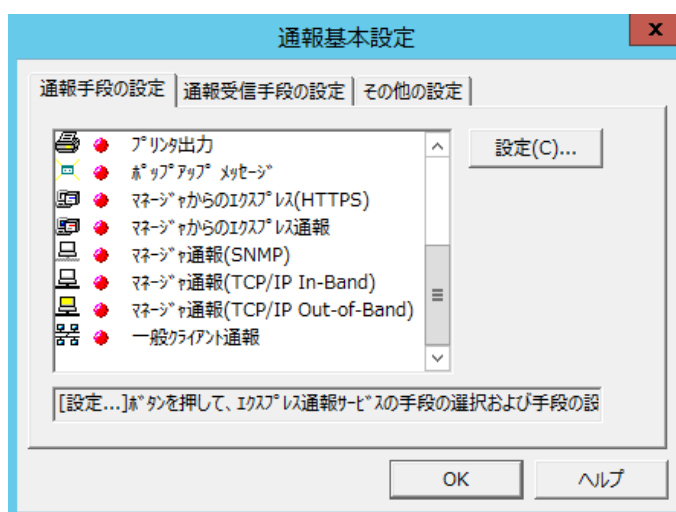 通報基本設定
x
通報手段の設定 通報受信手段の設定 その他の設定
ﾌﾟﾘﾝﾀ出力
ﾎﾟｯﾌﾟｱｯﾌﾟ ﾒｯｾｰｼﾞ
ﾏﾈｰｼﾞｬからのｴｸｽﾌﾟﾚｽ(HTTPS)
ﾏﾈｰｼﾞｬからのｴｸｽﾌﾟﾚｽ通報
ﾏﾈｰｼﾞｬ通報(SNMP)
ﾏﾈｰｼﾞｬ通報(TCP/IP In-Band)
ﾏﾈｰｼﾞｬ通報(TCP/IP Out-of-Band)
一般ｸﾗｲｱﾝﾄ通報
設定(C)...
[設定...]ﾎﾞﾀﾝを押して、ｴｸｽﾌﾟﾚｽ通報ｻｰﾋﾞｽの手段の選択および手段の設
OK ヘルプ